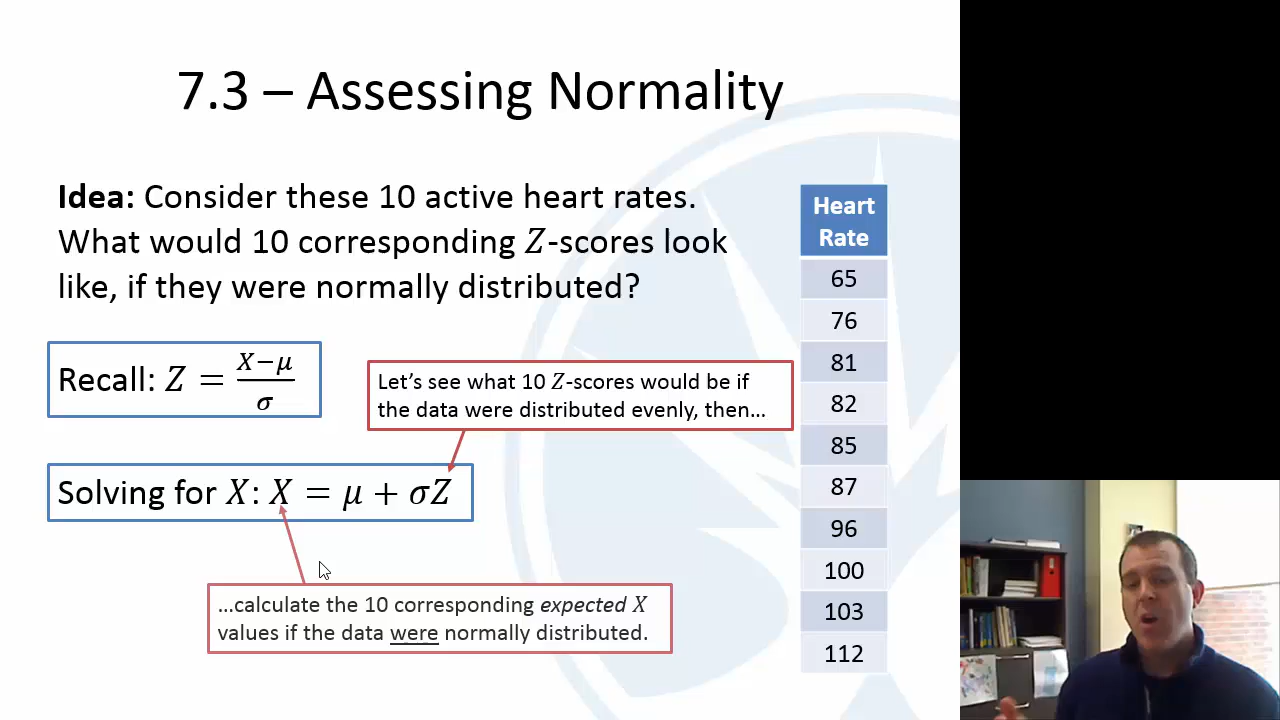 7.3 – Assessing Normality
Idea: Consider these 10 active heart rates.
What would 10 corresponding Z-scores look
like, if they were normally distributed?
Recall: Z = (X−μ)/σ
Let's see what 10 Z-scores would be if
the data were distributed evenly, then…
Solving for X: X = μ + σZ
…calculate the 10 corresponding expected X
values if the data were normally distributed.
Heart
Rate
65
76
81
82
85
87
96
100
103
112